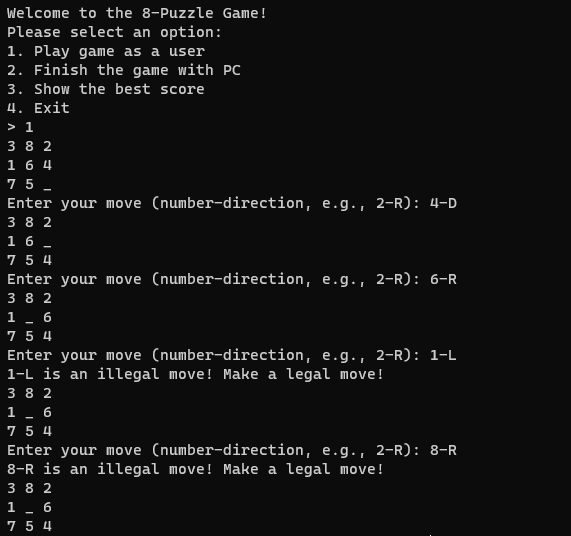 Welcome to the 8-Puzzle Game!
Please select an option:
1. Play game as a user
2. Finish the game with PC
3. Show the best score
4. Exit
> 1
3 8 2
1 6 4
7 5 _
Enter your move (number-direction, e.g., 2-R): 4-D
3 8 2
1 6 _
7 5 4
Enter your move (number-direction, e.g., 2-R): 6-R
3 8 2
1 _ 6
7 5 4
Enter your move (number-direction, e.g., 2-R): 1-L
1-L is an illegal move! Make a legal move!
3 8 2
1 _ 6
7 5 4
Enter your move (number-direction, e.g., 2-R): 8-R
8-R is an illegal move! Make a legal move!
3 8 2
1 _ 6
7 5 4